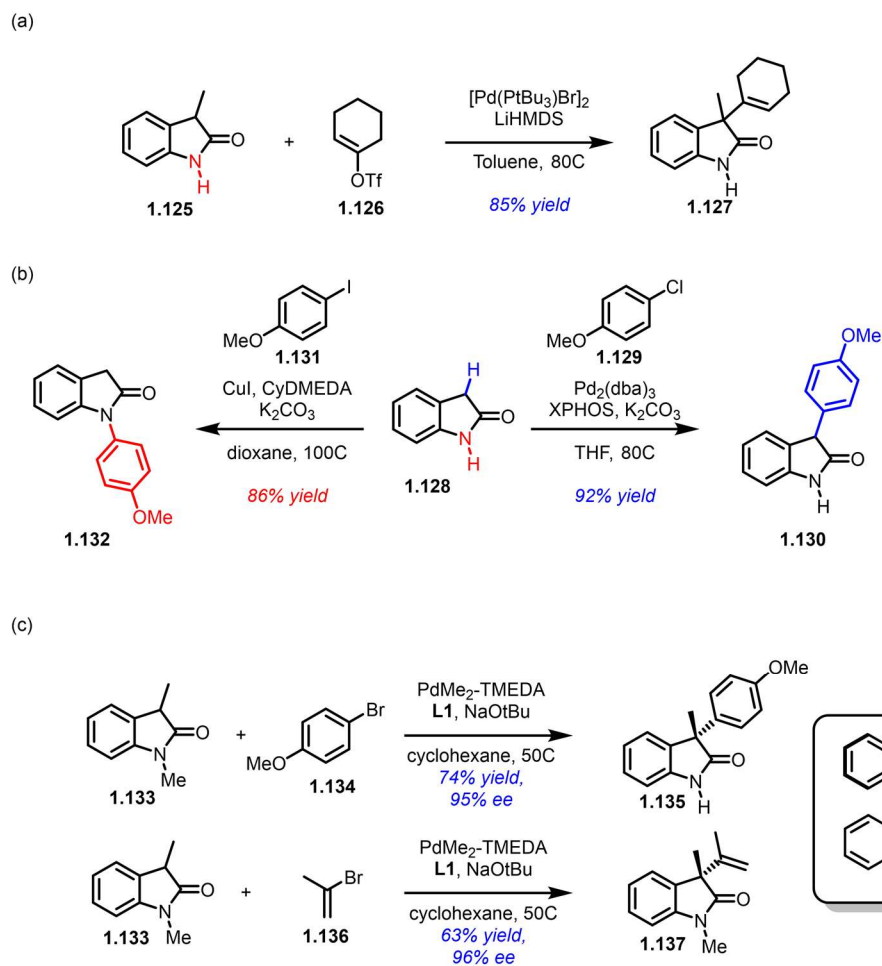 (a)
[Pd(PtBu3)Br]2
LiHMDS
Toluene, 80C
85% yield
O
N
H
1.125
+
OTf
1.126
O
N
H
1.127
(b)
I
MeO
1.131
CuI, CyDMEDA
K2CO3
dioxane, 100C
86% yield
Cl
MeO
1.129
Pd2(dba)3
XPHOS, K2CO3
THF, 80C
92% yield
O
N
OMe
1.132
H
O
N
H
1.128
OMe
O
N
H
1.130
(c)
O
N
Me
1.133
+
Br
MeO
1.134
PdMe2-TMEDA
L1, NaOtBu
cyclohexane, 50C
74% yield,
95% ee
OMe
O
N
H
1.135
O
N
Me
1.133
+
Br
1.136
PdMe2-TMEDA
L1, NaOtBu
cyclohexane, 50C
63% yield,
96% ee
O
N
1.137